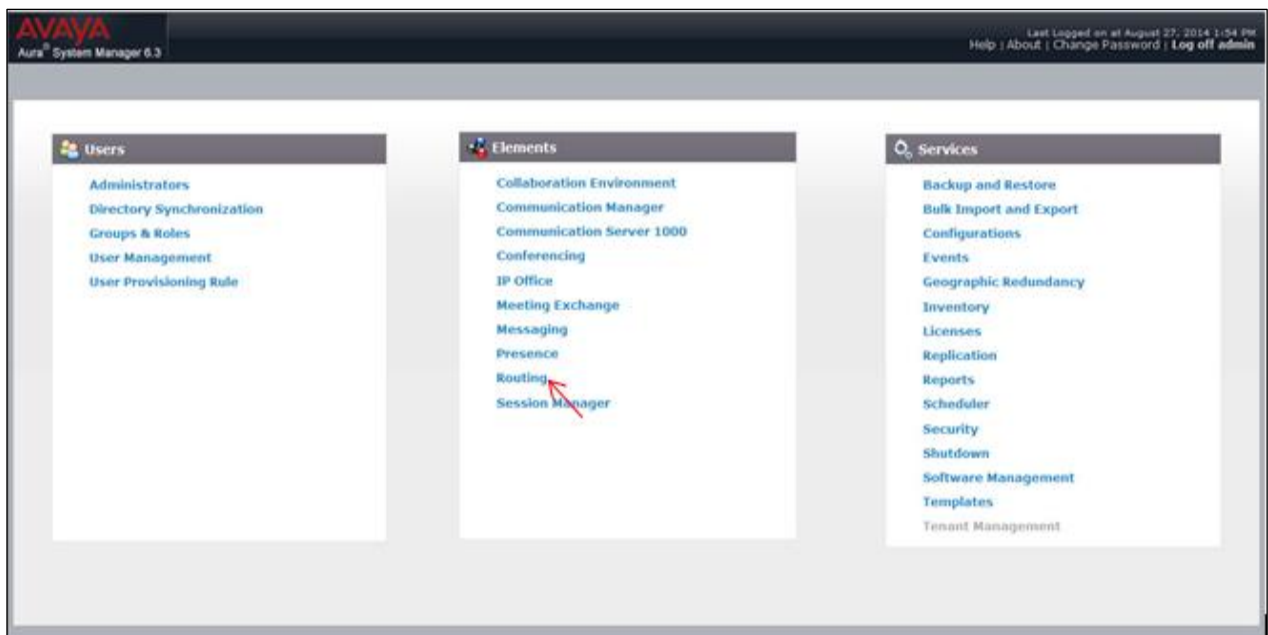 AVAYA
Aura® System Manager 6.3
Last Logged on at August 27, 2014 1:54 PM
Help | About | Change Password | Log off admin
Users
Administrators
Directory Synchronization
Groups & Roles
User Management
User Provisioning Rule
Elements
Collaboration Environment
Communication Manager
Communication Server 1000
Conferencing
IP Office
Meeting Exchange
Messaging
Presence
Routing
Session Manager
Services
Backup and Restore
Bulk Import and Export
Configurations
Events
Geographic Redundancy
Inventory
Licenses
Replication
Reports
Scheduler
Security
Shutdown
Software Management
Templates
Tenant Management